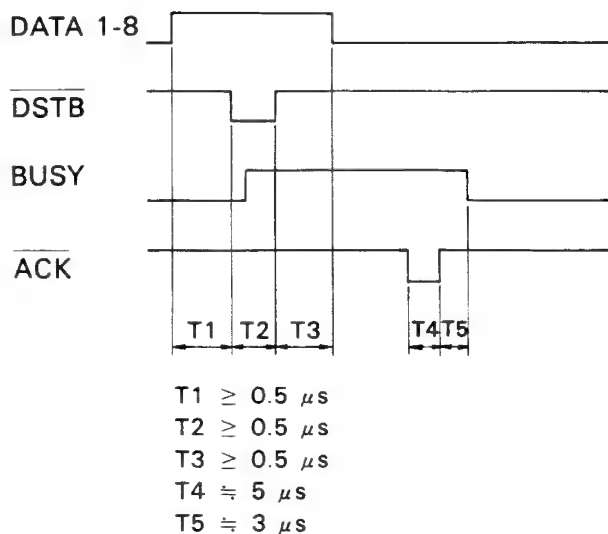 DATA 1-8
DSTB
BUSY
ACK
T1 T2 T3 T4 T5
T1 ≥ 0.5 μs
T2 ≥ 0.5 μs
T3 ≥ 0.5 μs
T4 ≒ 5 μs
T5 ≒ 3 μs